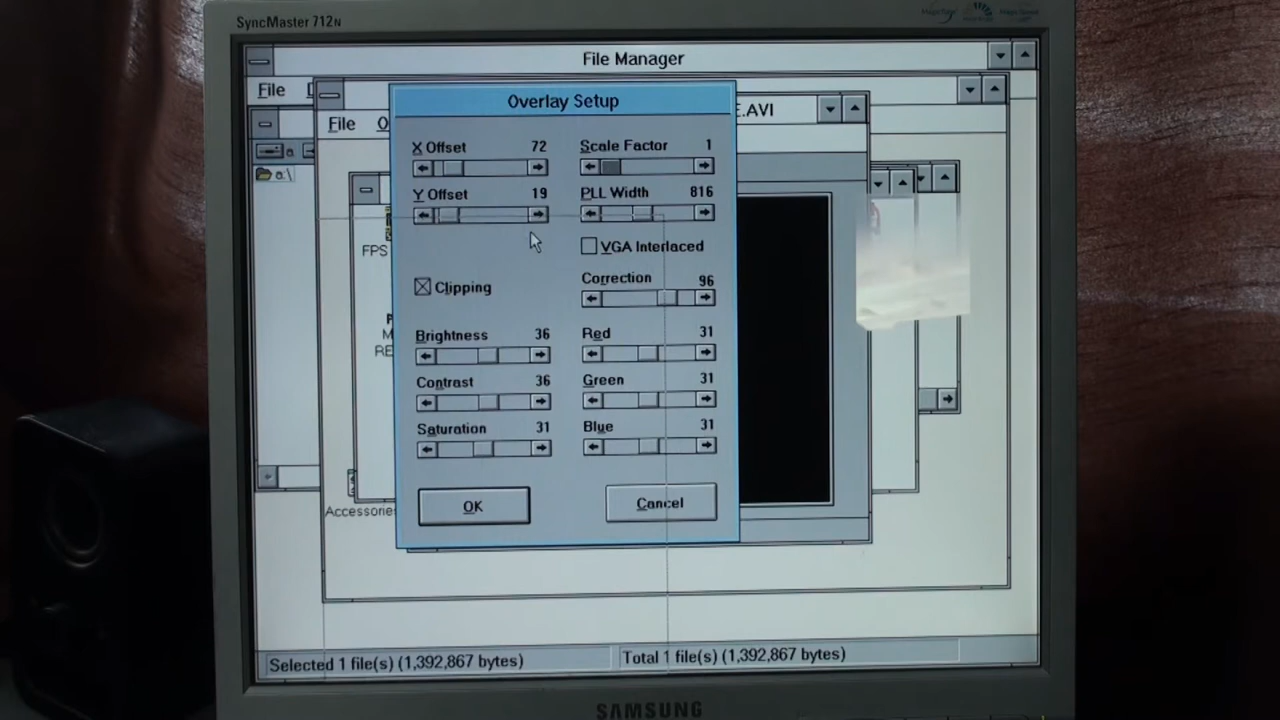 SyncMaster 712N
File Manager
File
Overlay Setup
E.AVI
File
X Offset 72
Scale Factor 1
a
a:\
Y Offset 19
PLL Width 816
FPS
VGA Interlaced
Clipping
Correction 96
Brightness 36
Red 31
Contrast 36
Green 31
Saturation 31
Blue 31
OK
Cancel
Accessories
Selected 1 file(s) (1,392,867 bytes)
Total 1 file(s) (1,392,867 bytes)
SAMSUNG